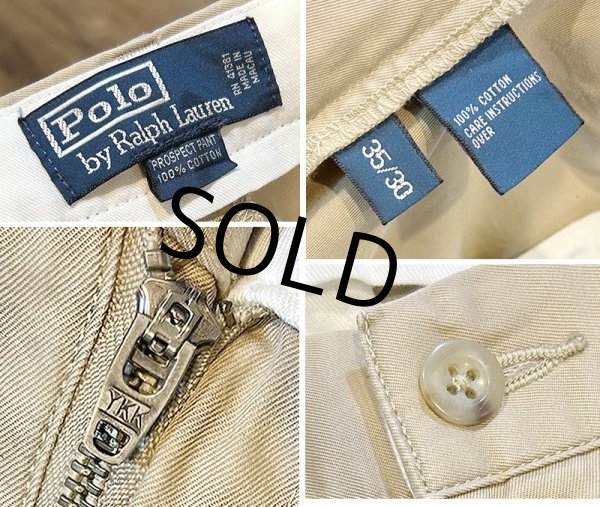 Polo
by Ralph Lauren
RN 41381
MADE IN
MACAU
PROSPECT PANT
100% COTTON
35/30
100% COTTON
CARE INSTRUCTIONS
OVER
SOLD
YKK